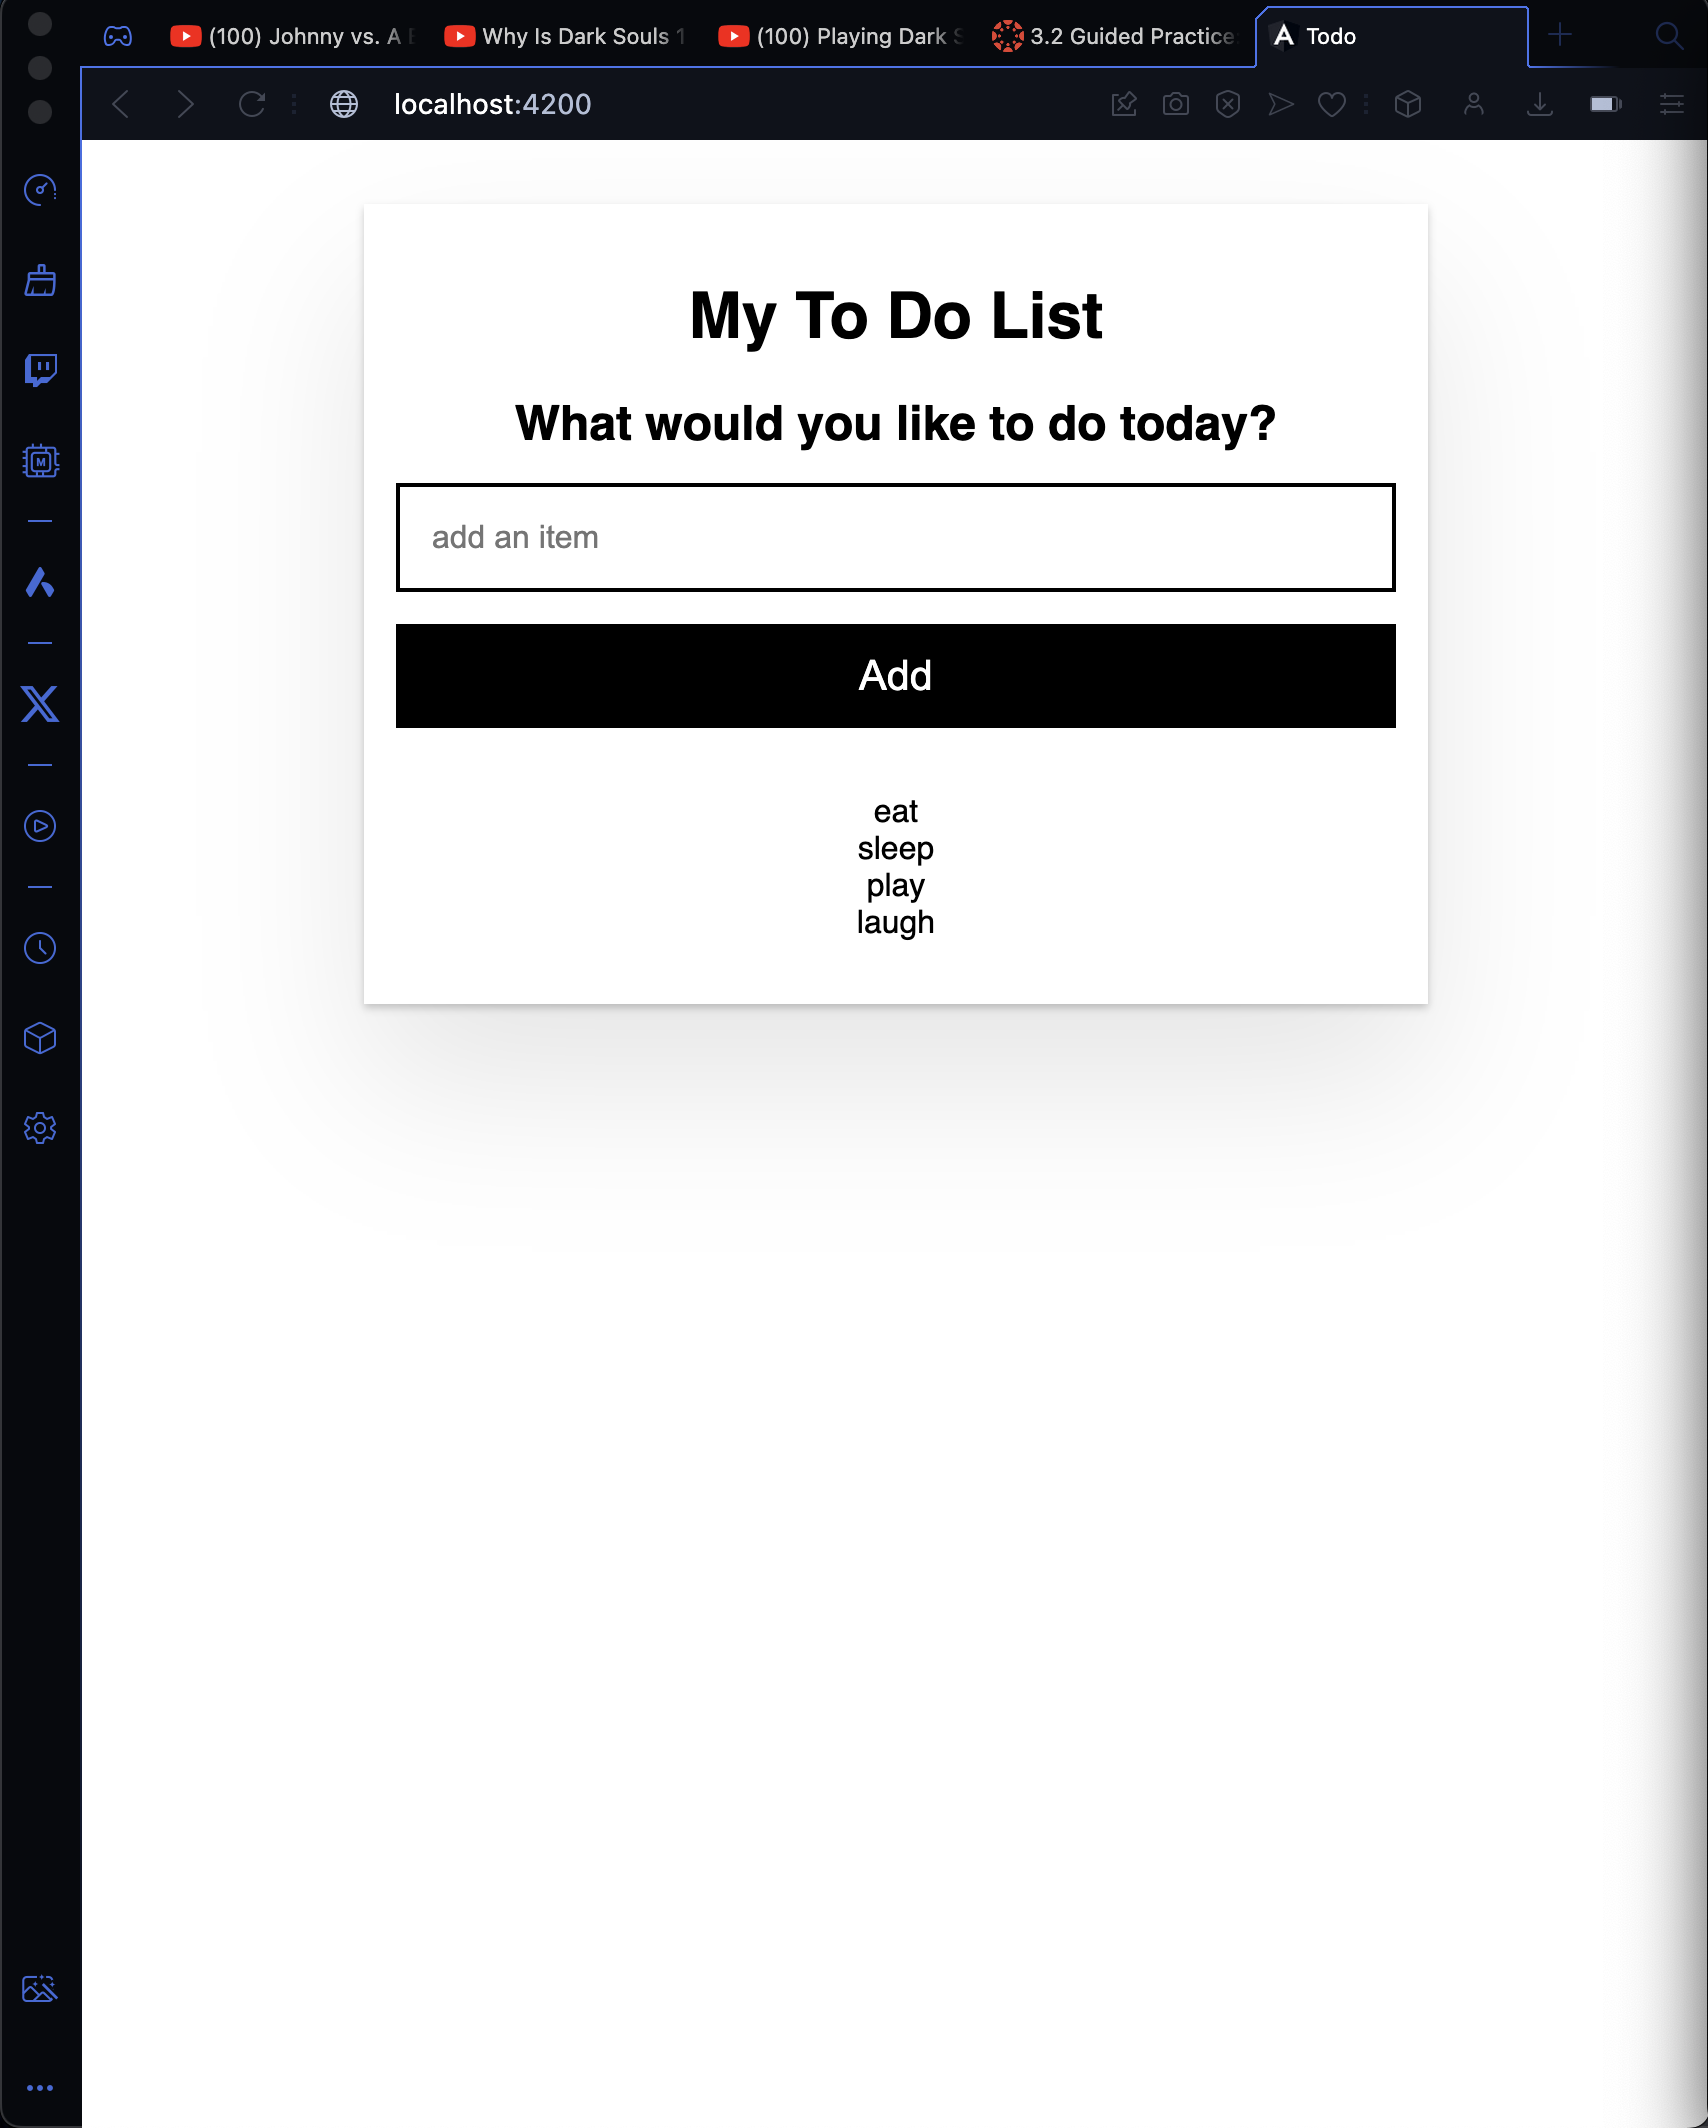 (100) Johnny vs. A
Why Is Dark Souls 1
(100) Playing Dark
3.2 Guided Practice
Todo
localhost:4200
My To Do List
What would you like to do today?
add an item
Add
eat
sleep
play
laugh